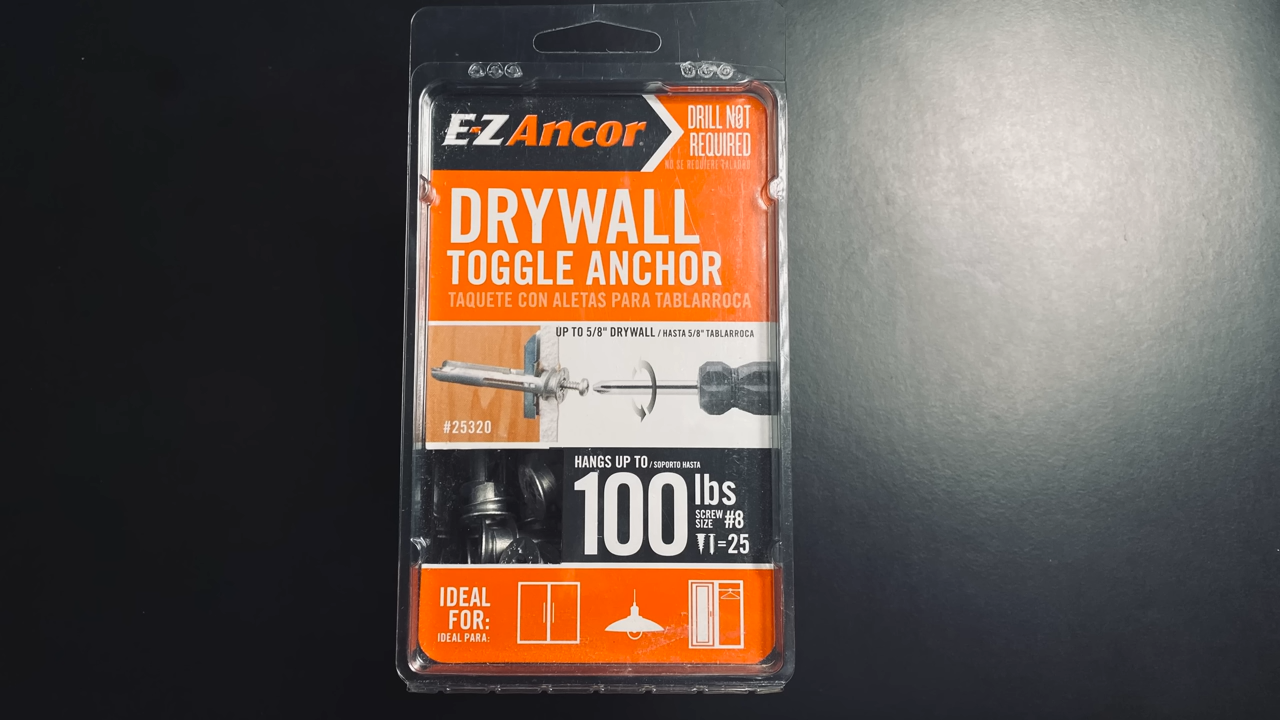 E-Z Ancor
DRILL NOT
REQUIRED
NO SE REQUIERE TALADRO
DRYWALL
TOGGLE ANCHOR
TAQUETE CON ALETAS PARA TABLARROCA
UP TO 5/8" DRYWALL / HASTA 5/8" TABLARROCA
#25320
HANGS UP TO / SOPORTO HASTA
100 lbs
SCREW SIZE #8
=25
IDEAL
FOR:
IDEAL PARA: